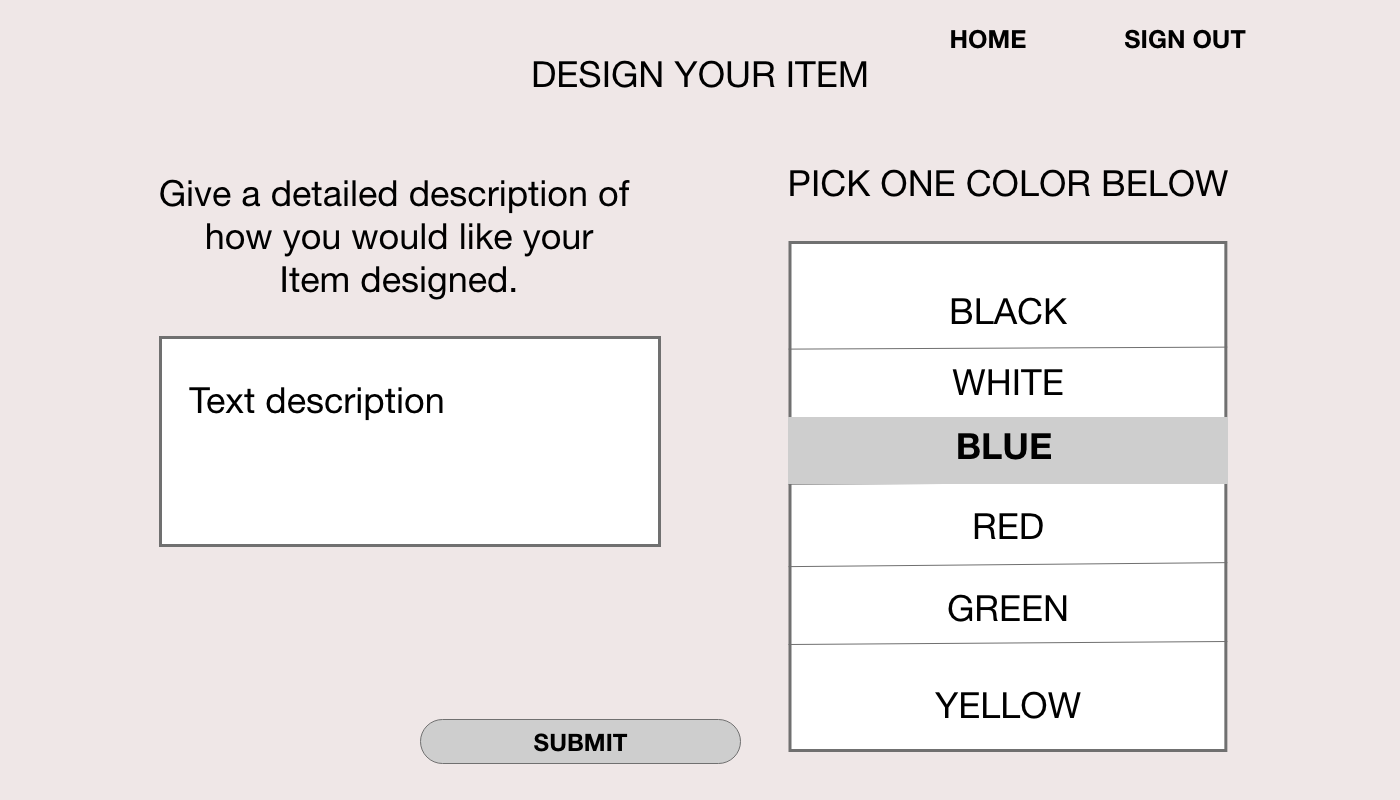 HOME SIGN OUT
DESIGN YOUR ITEM
Give a detailed description of
how you would like your
Item designed.
Text description
PICK ONE COLOR BELOW
BLACK
WHITE
BLUE
RED
GREEN
YELLOW
SUBMIT